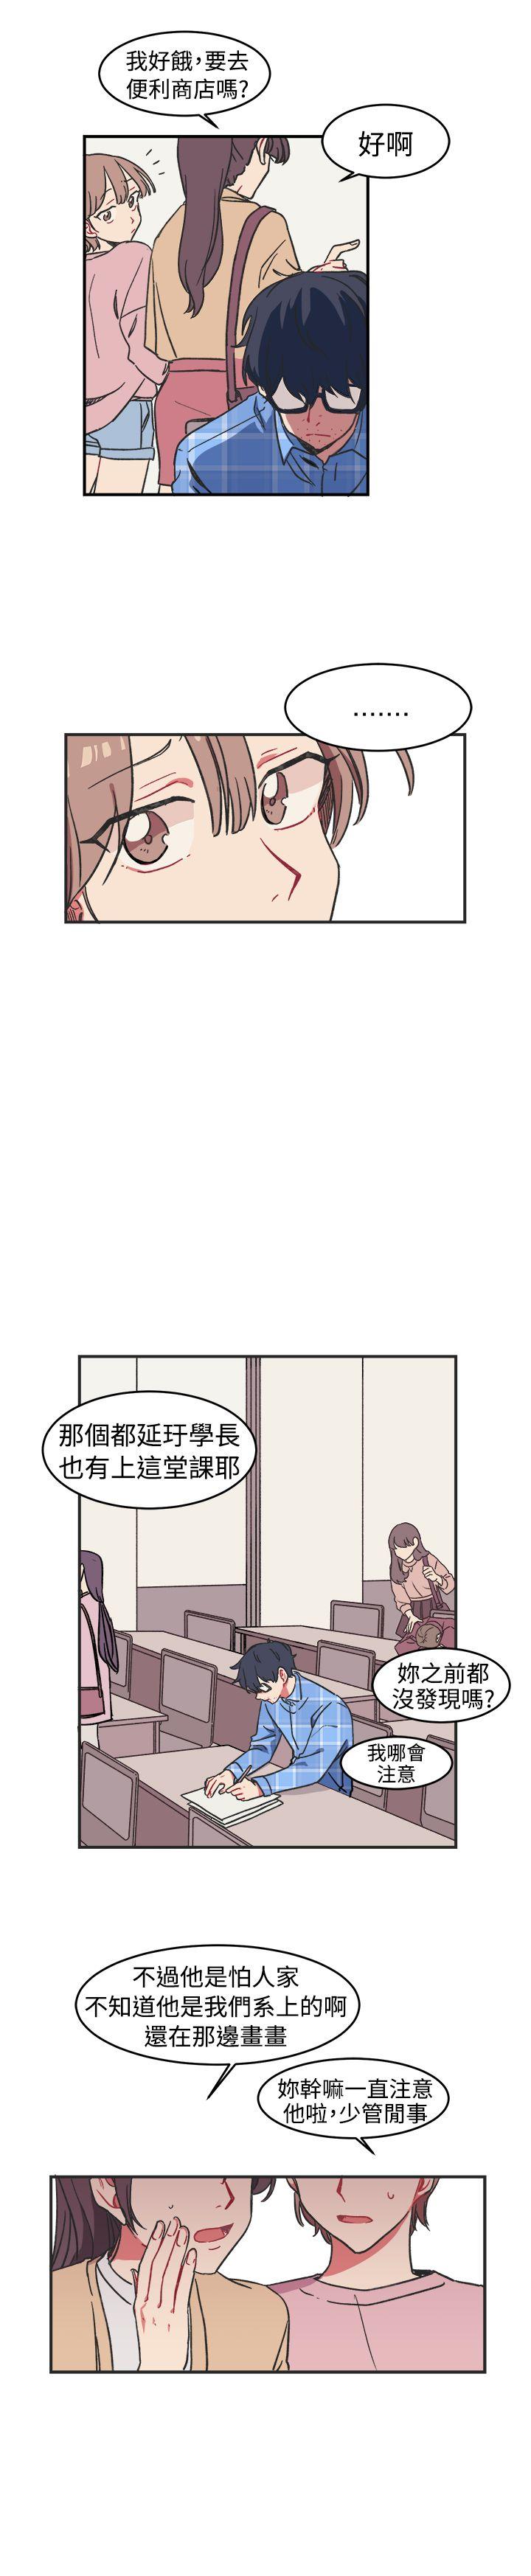 我好餓，要去
便利商店嗎？
好啊
.......
那個都延玗學長
也有上這堂課耶
妳之前都
沒發現嗎？
我哪會
注意
不過他是怕人家
不知道他是我們系上的啊
還在那邊畫畫
妳幹嘛一直注意
他啦，少管閒事